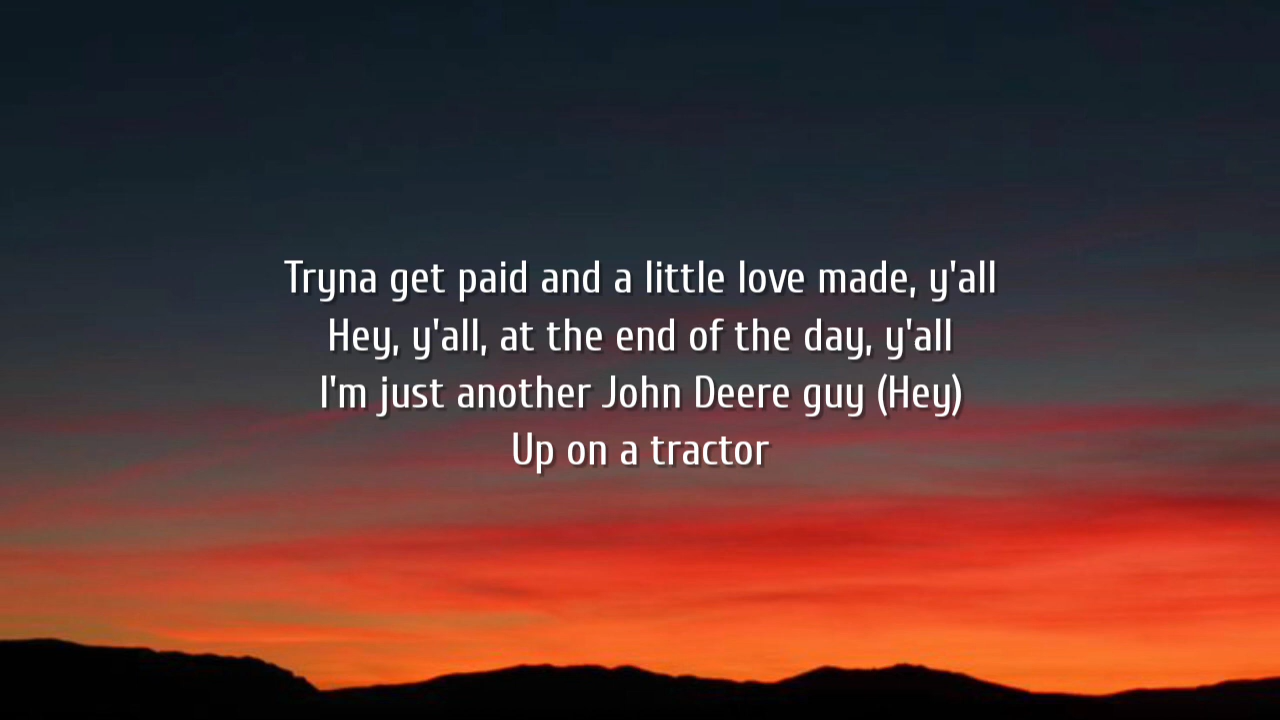 Tryna get paid and a little love made, y'all
Hey, y'all, at the end of the day, y'all
I'm just another John Deere guy (Hey)
Up on a tractor